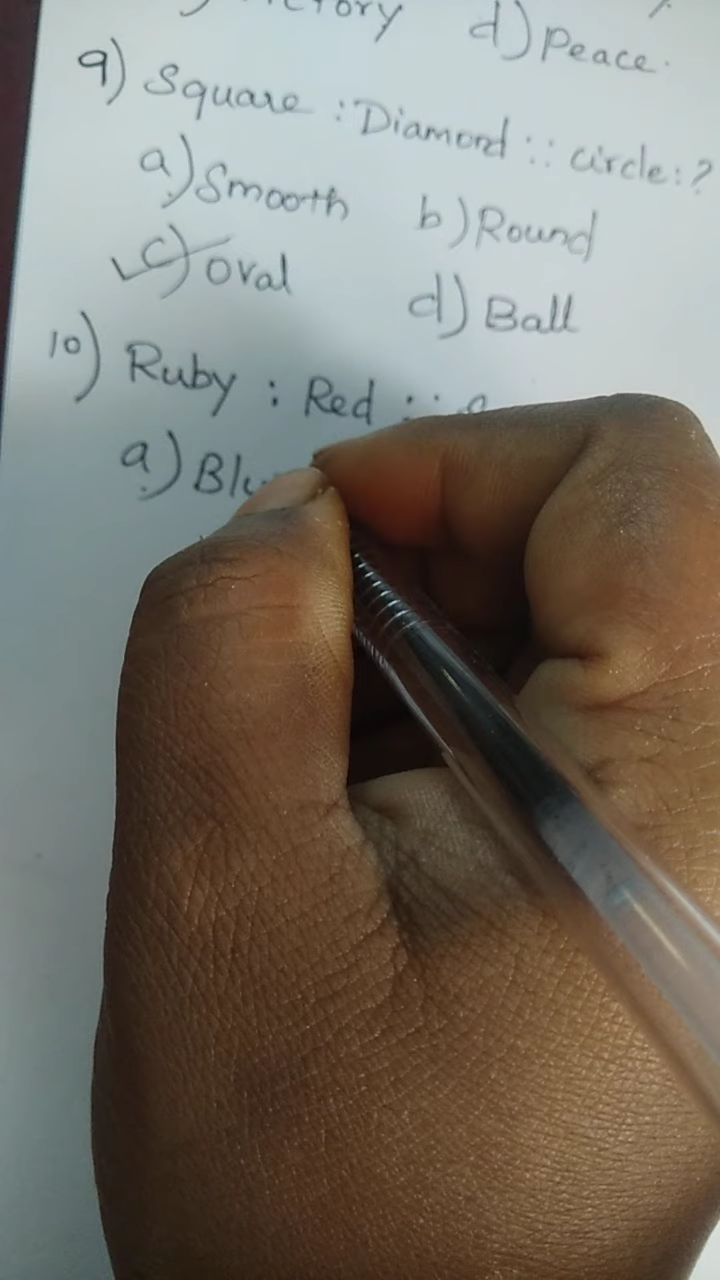 d) Peace.
9) Square : Diamond :: circle : ?
a) Smooth b) Round
c) Oval d) Ball
10) Ruby : Red ::
a)